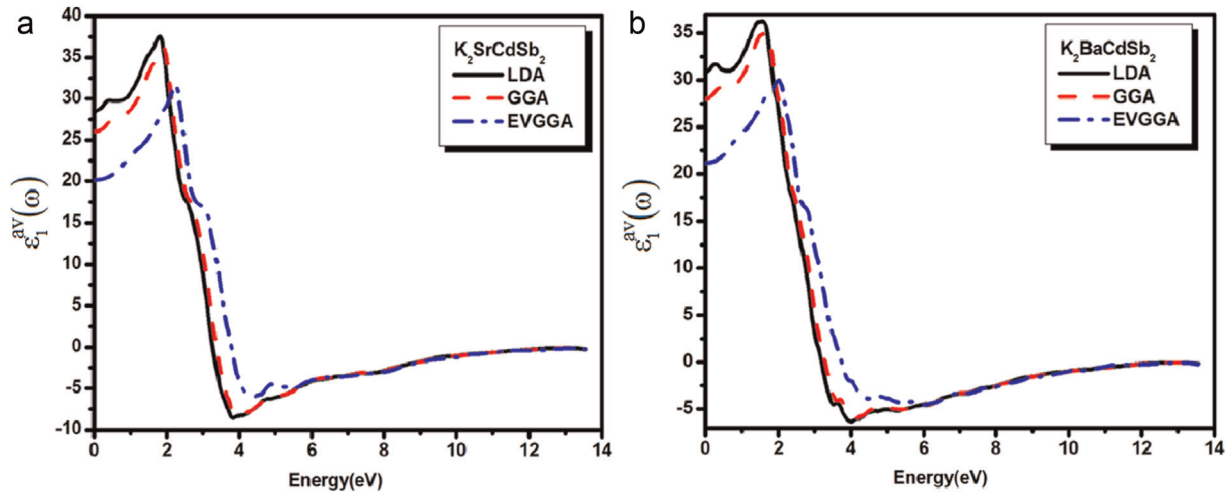 a
40
35
30
25
20
15
10
5
0
-5
-10
0 2 4 6 8 10 12 14
Energy(eV)
ε₁ᵃᵛ(ω)
K₂SrCdSb₂
LDA
GGA
EVGGA
b
35
30
25
20
15
10
5
0
-5
0 2 4 6 8 10 12 14
Energy(eV)
ε₁ᵃᵛ(ω)
K₂BaCdSb₂
LDA
GGA
EVGGA